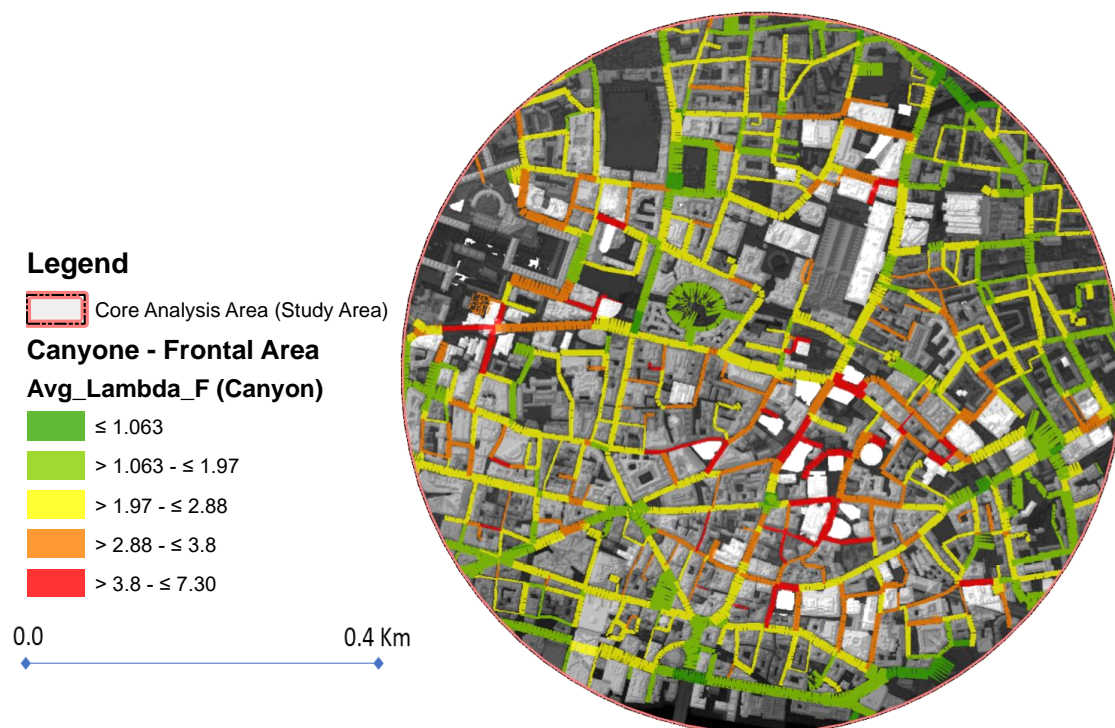 Legend
Core Analysis Area (Study Area)
Canyone - Frontal Area
Avg_Lambda_F (Canyon)
≤ 1.063
> 1.063 - ≤ 1.97
> 1.97 - ≤ 2.88
> 2.88 - ≤ 3.8
> 3.8 - ≤ 7.30
0.0 0.4 Km